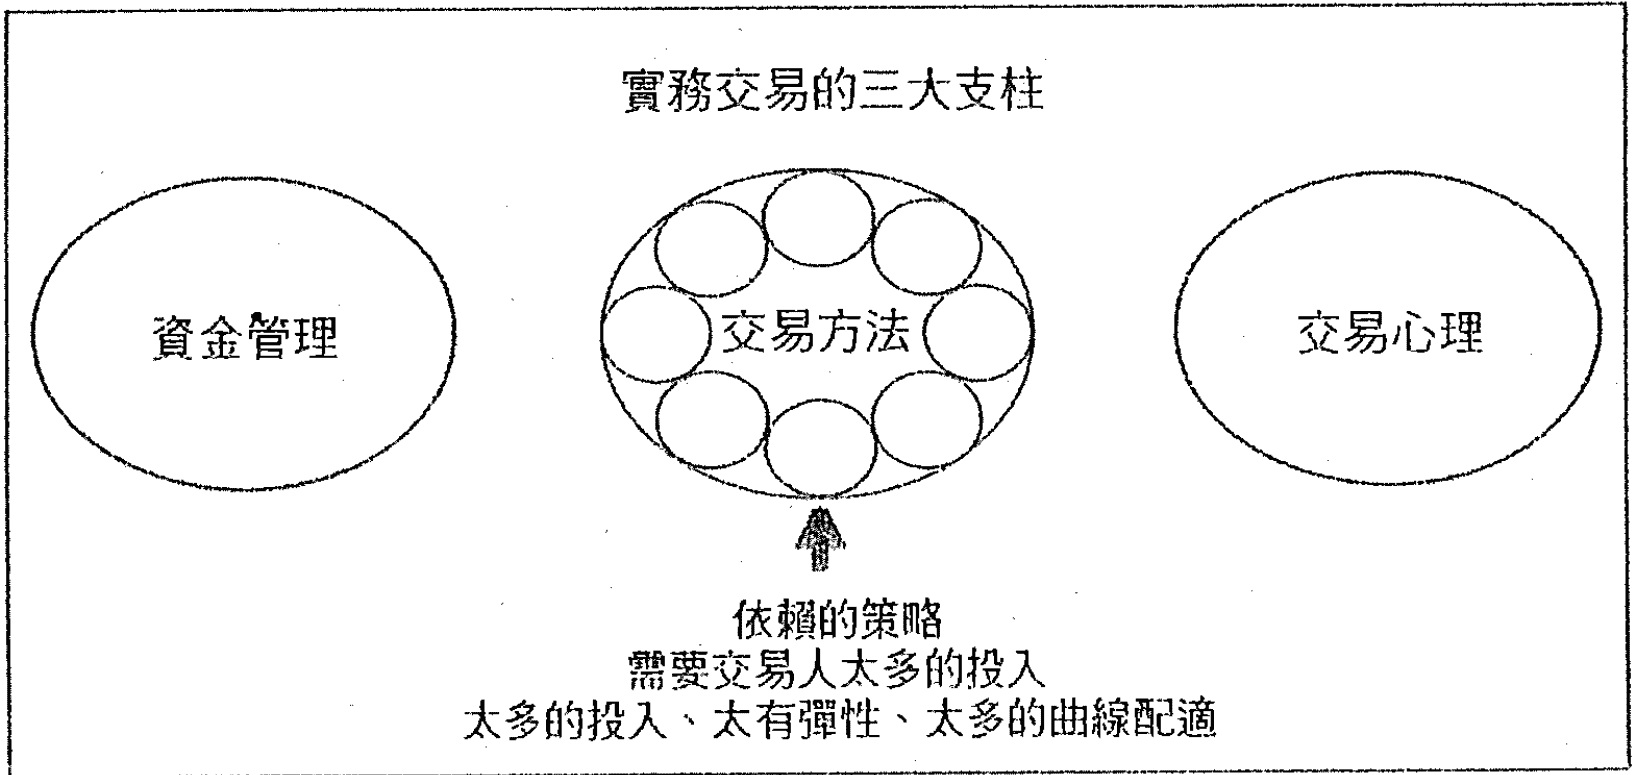 實務交易的三大支柱
資金管理
交易方法
交易心理
依賴的策略
需要交易人太多的投入
太多的投入、太有彈性、太多的曲線配適